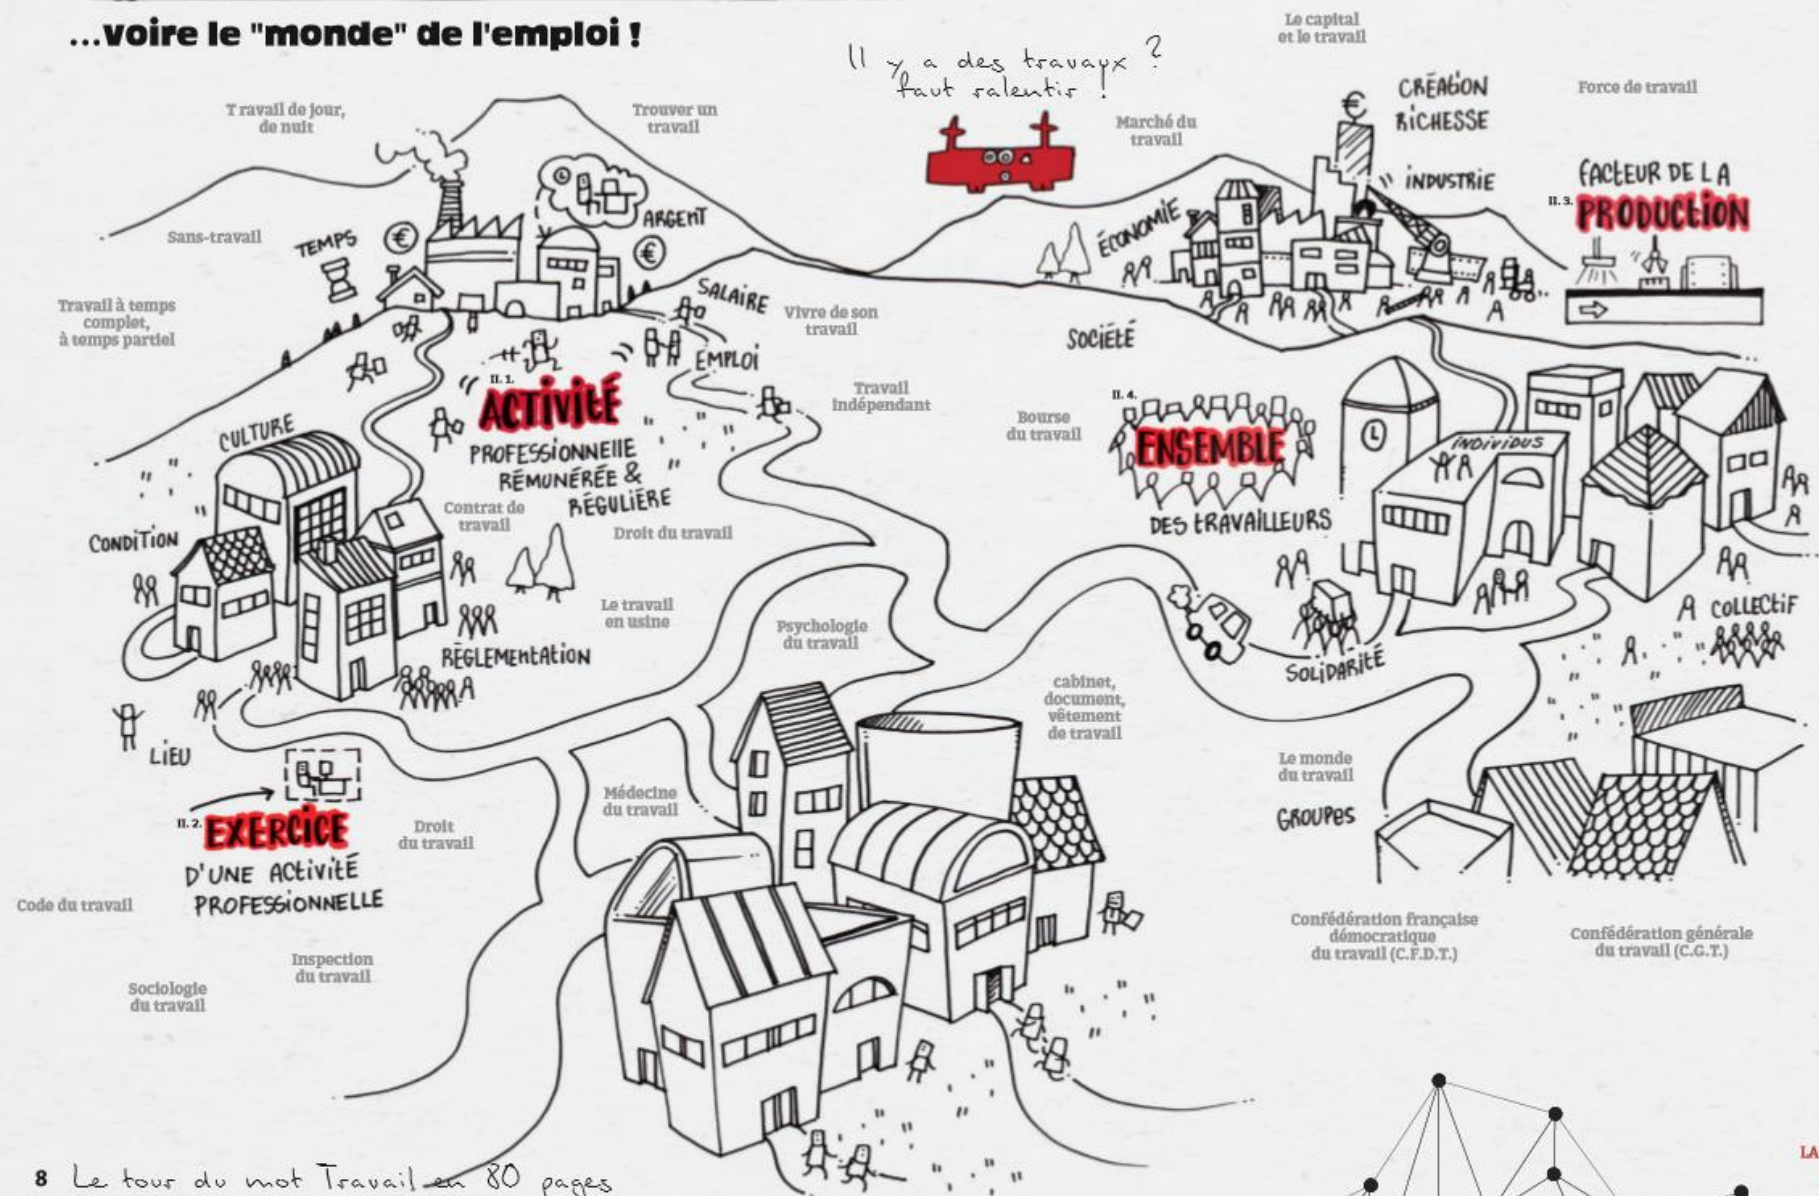 ...voire le "monde" de l'emploi !
Il y a des travaux ?
faut ralentir !
Le capital
et le travail
CRÉATION
RICHESSE
€
Force de travail
Travail de jour,
de nuit
Trouver un
travail
Marché du
travail
INDUSTRIE
FACTEUR DE LA
II. 3.
PRODUCTION
Sans-travail
TEMPS
€
ARGENT
€
ÉCONOMIE
Travail à temps
complet,
à temps partiel
SALAIRE
Vivre de son
travail
SOCIÉTÉ
EMPLOI
II. 1.
ACTIVITÉ
PROFESSIONNELLE
RÉMUNÉRÉE &
RÉGULIÈRE
Travail
indépendant
Bourse
du travail
II. 4.
ENSEMBLE
DES TRAVAILLEURS
INDIVIDUS
CULTURE
CONDITION
Contrat de
travail
Droit du travail
Le travail
en usine
Psychologie
du travail
RÉGLEMENTATION
SOLIDARITÉ
COLLECTIF
LIEU
cabinet,
document,
vêtement
de travail
Le monde
du travail
GROUPES
II. 2.
EXERCICE
D'UNE ACTIVITÉ
PROFESSIONNELLE
Droit
du travail
Médecine
du travail
Code du travail
Inspection
du travail
Sociologie
du travail
Confédération française
démocratique
du travail (C.F.D.T.)
Confédération générale
du travail (C.G.T.)
LA
8 Le tour du mot Travail en 80 pages